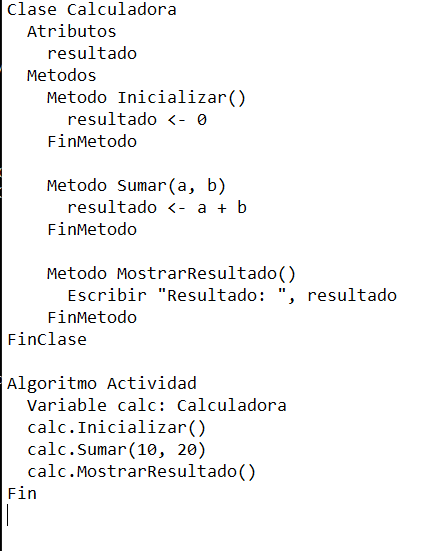 Clase Calculadora
  Atributos
    resultado
  Metodos
    Metodo Inicializar()
      resultado <- 0
    FinMetodo

    Metodo Sumar(a, b)
      resultado <- a + b
    FinMetodo

    Metodo MostrarResultado()
      Escribir "Resultado: ", resultado
    FinMetodo
FinClase

Algoritmo Actividad
  Variable calc: Calculadora
  calc.Inicializar()
  calc.Sumar(10, 20)
  calc.MostrarResultado()
Fin